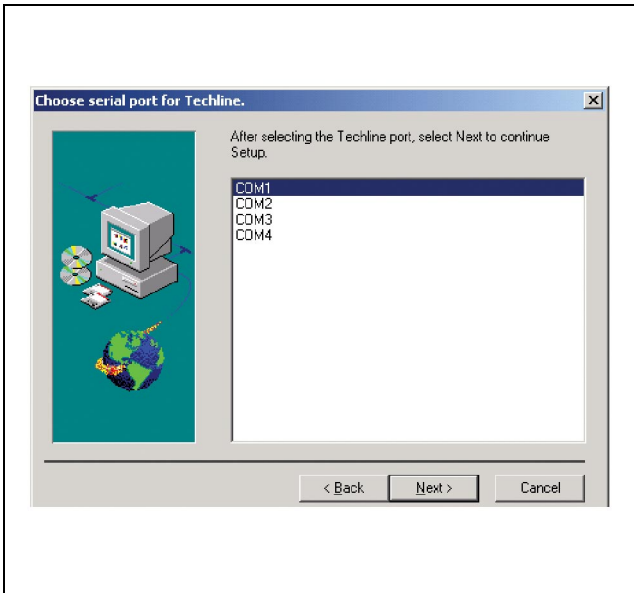 Choose serial port for Techline.
After selecting the Techline port, select Next to continue
Setup.
COM1
COM2
COM3
COM4
< Back
Next >
Cancel